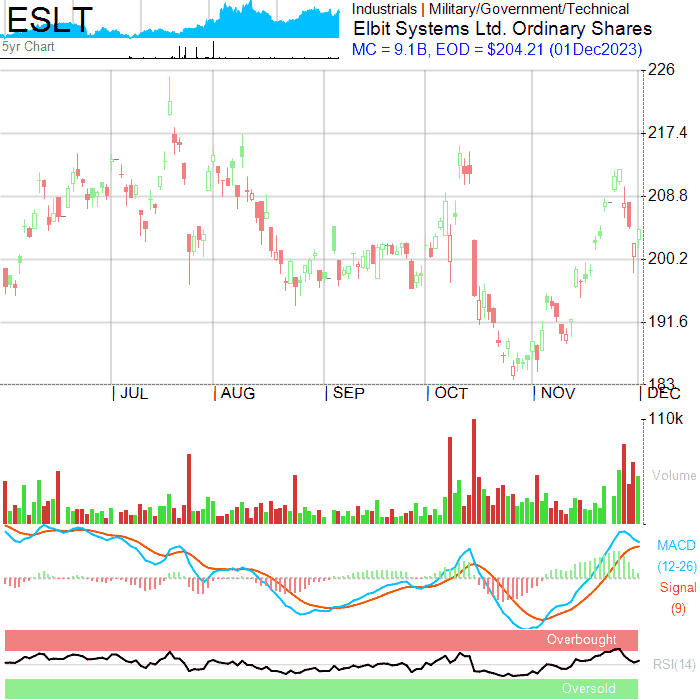 ESLT
5yr Chart
Industrials | Military/Government/Technical
Elbit Systems Ltd. Ordinary Shares
MC = 9.1B, EOD = $204.21 (01Dec2023)
226
217.4
208.8
200.2
191.6
183
JUL AUG SEP OCT NOV DEC
110k
Volume
MACD
(12-26)
Signal
(9)
Overbought
RSI(14)
Oversold